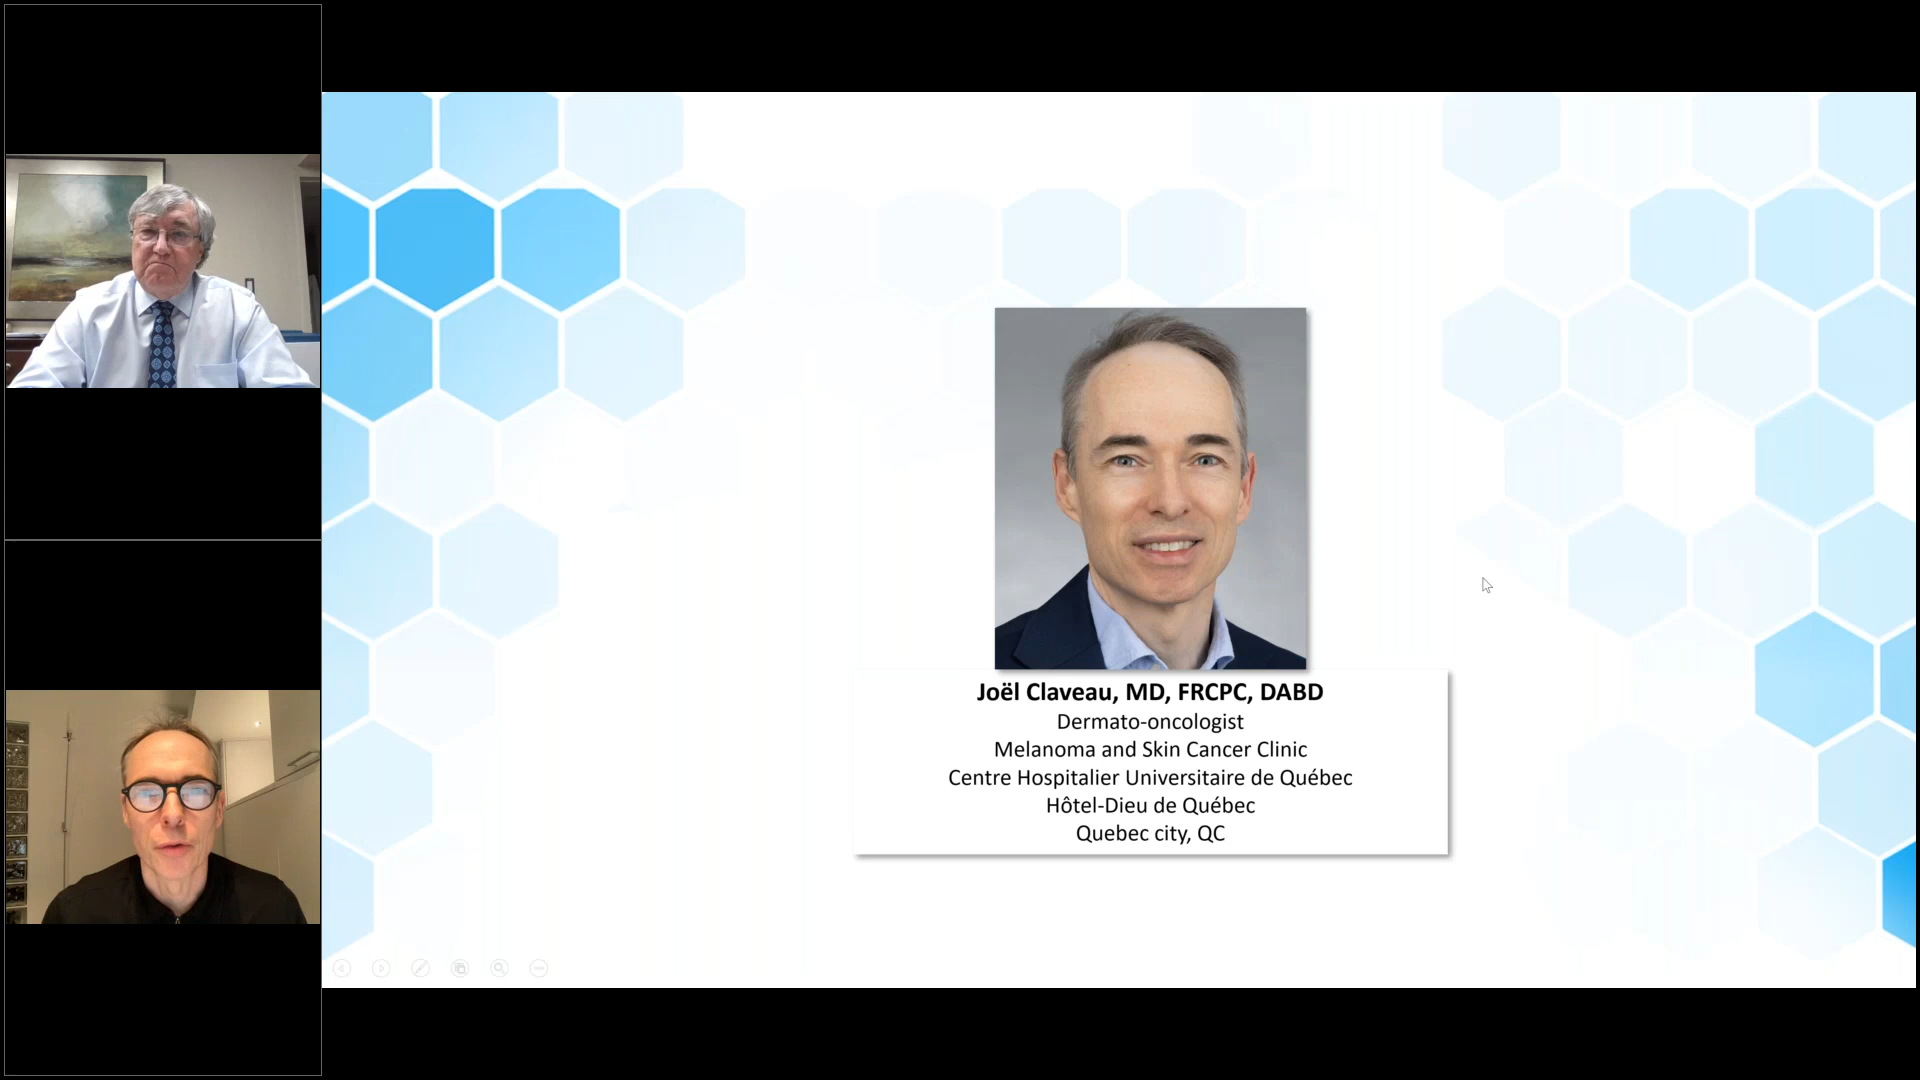 Joël Claveau, MD, FRCPC, DABD
Dermato-oncologist
Melanoma and Skin Cancer Clinic
Centre Hospitalier Universitaire de Québec
Hôtel-Dieu de Québec
Quebec city, QC